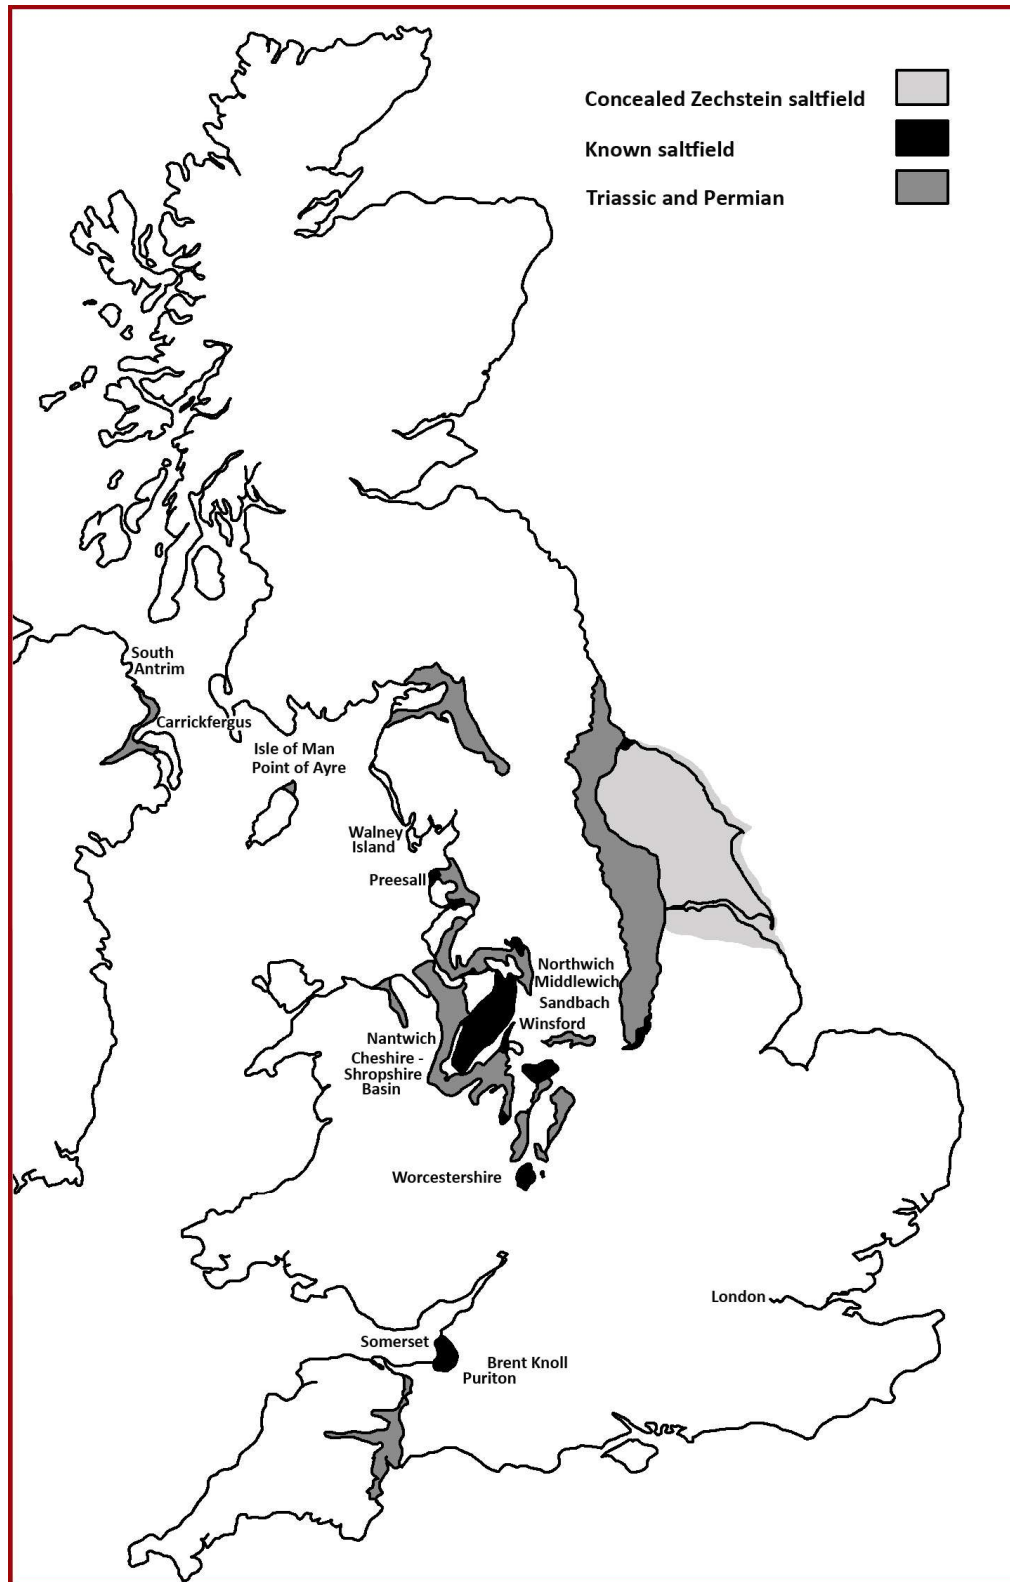 Concealed Zechstein saltfield
Known saltfield
Triassic and Permian
South
Antrim
Carrickfergus
Isle of Man
Point of Ayre
Walney
Island
Preesall
Northwich
Middlewich
Sandbach
Winsford
Nantwich
Cheshire -
Shropshire
Basin
Worcestershire
London
Somerset
Brent Knoll
Puriton